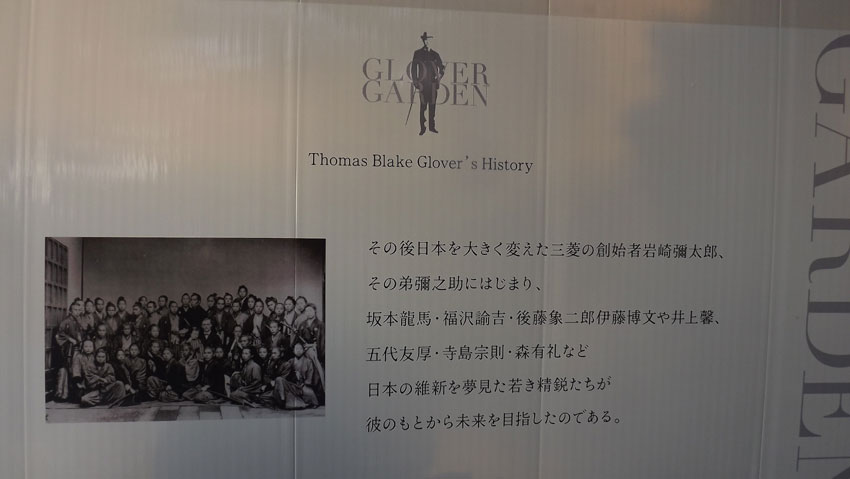 GLOVER
GARDEN
Thomas Blake Glover's History
その後日本を大きく変えた三菱の創始者岩崎彌太郎、
その弟彌之助にはじまり、
坂本龍馬・福沢諭吉・後藤象二郎伊藤博文や井上馨、
五代友厚・寺島宗則・森有礼など
日本の維新を夢見た若き精鋭たちが
彼のもとから未来を目指したのである。
GARDEN